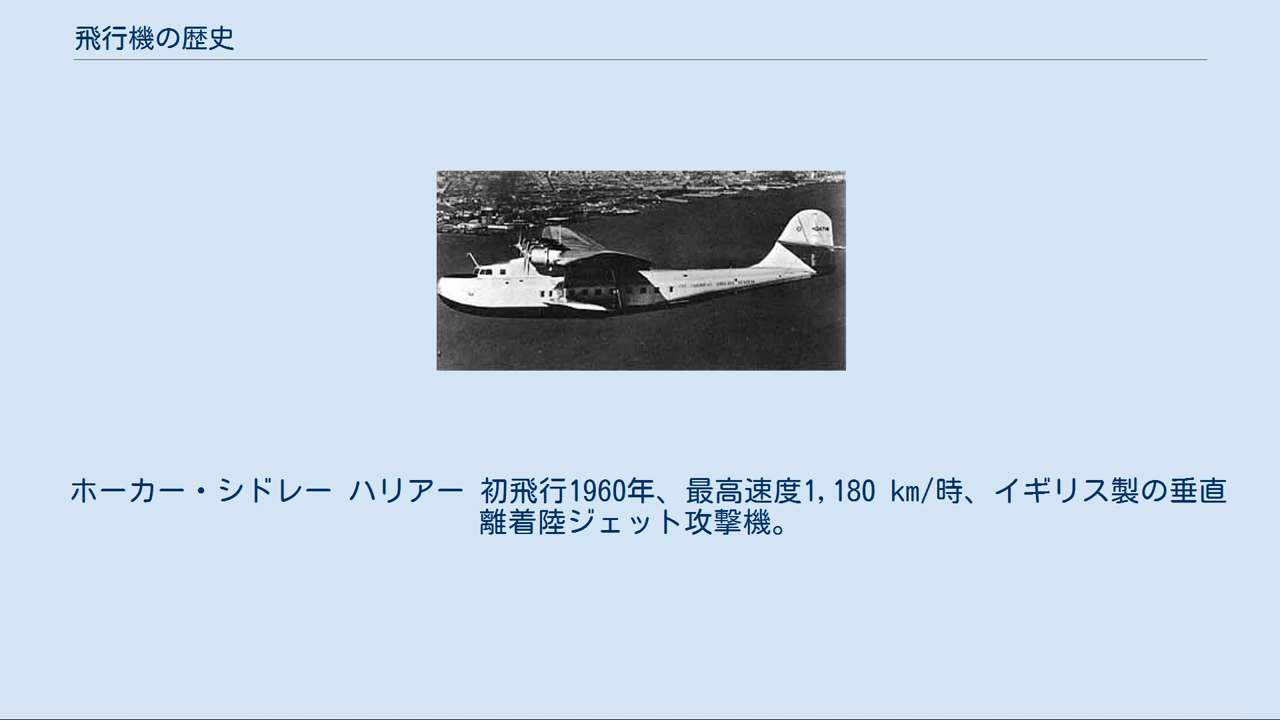 飛行機の歴史
ホーカー・シドレー ハリアー 初飛行1960年、最高速度1,180 km/時、イギリス製の垂直
離着陸ジェット攻撃機。